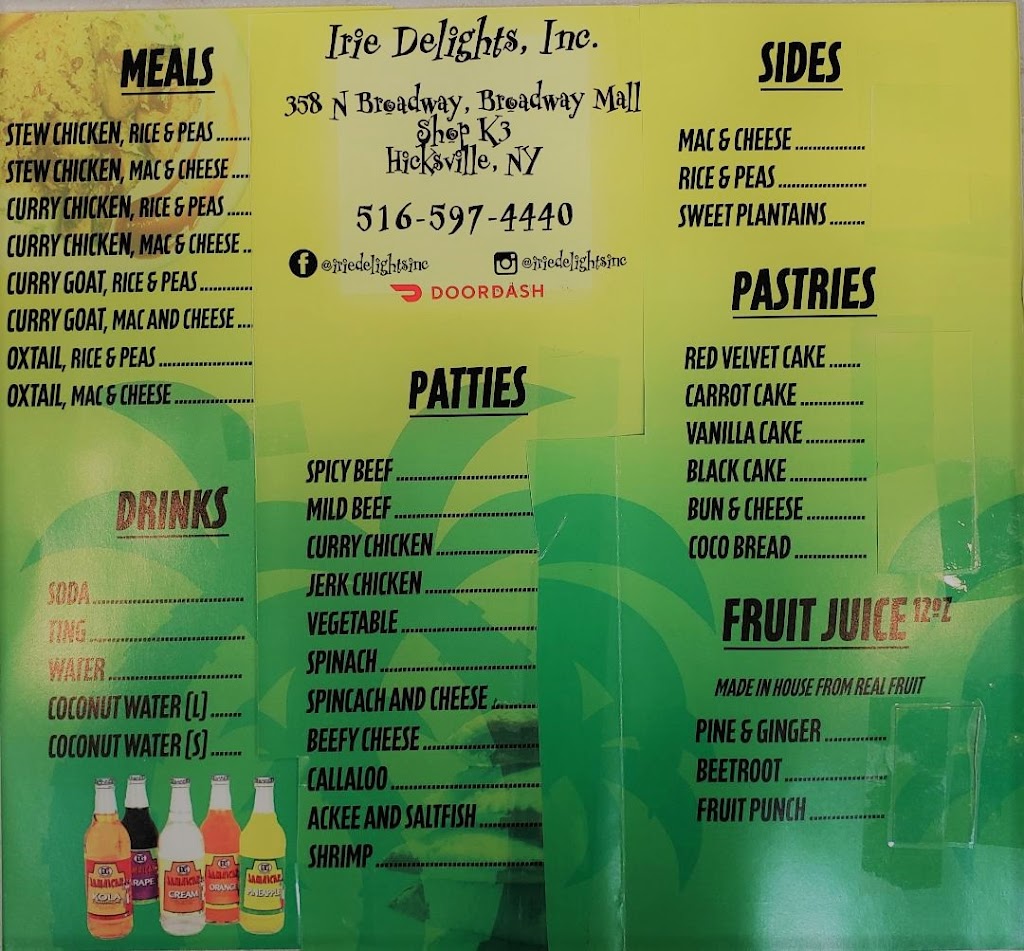 Irie Delights, Inc.
358 N Broadway, Broadway Mall
Shop K3
Hicksville, NY
516-597-4440
@iriedelightsinc
@iriedelightsinc
DOORDASH
MEALS
STEW CHICKEN, RICE & PEAS ........
STEW CHICKEN, MAC & CHEESE ....
CURRY CHICKEN, RICE & PEAS ......
CURRY CHICKEN, MAC & CHEESE ..
CURRY GOAT, RICE & PEAS ............
CURRY GOAT, MAC AND CHEESE ....
OXTAIL, RICE & PEAS .....................
OXTAIL, MAC & CHEESE ..................
DRINKS
SODA ...................................
TING ...................................
WATER ...............................
COCONUT WATER [L] .......
COCONUT WATER [S] .......
KOLA
GRAPE
JAMAICAN
CREAM
ORANGE
PINEAPPLE
PATTIES
SPICY BEEF ..............................
MILD BEEF ...............................
CURRY CHICKEN .......................
JERK CHICKEN .........................
VEGETABLE ..............................
SPINACH ...................................
SPINCACH AND CHEESE .........
BEEFY CHEESE ..........................
CALLALOO .................................
ACKEE AND SALTFISH .............
SHRIMP .....................................
SIDES
MAC & CHEESE ................
RICE & PEAS ....................
SWEET PLANTAINS ........
PASTRIES
RED VELVET CAKE .......
CARROT CAKE ..............
VANILLA CAKE .............
BLACK CAKE .................
BUN & CHEESE .............
COCO BREAD ................
FRUIT JUICE 12oZ
MADE IN HOUSE FROM REAL FRUIT
PINE & GINGER ..............
BEETROOT .......................
FRUIT PUNCH .................